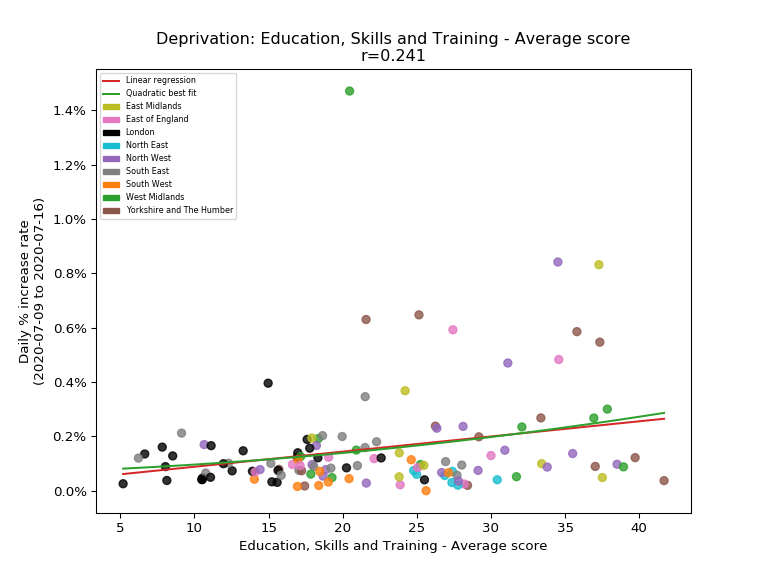 Deprivation: Education, Skills and Training - Average score
r=0.241
Linear regression
Quadratic best fit
East Midlands
East of England
London
North East
North West
South East
South West
West Midlands
Yorkshire and The Humber
1.4%
1.2%
1.0%
0.8%
0.6%
0.4%
0.2%
0.0%
Daily % increase rate
(2020-07-09 to 2020-07-16)
5 10 15 20 25 30 35 40
Education, Skills and Training - Average score